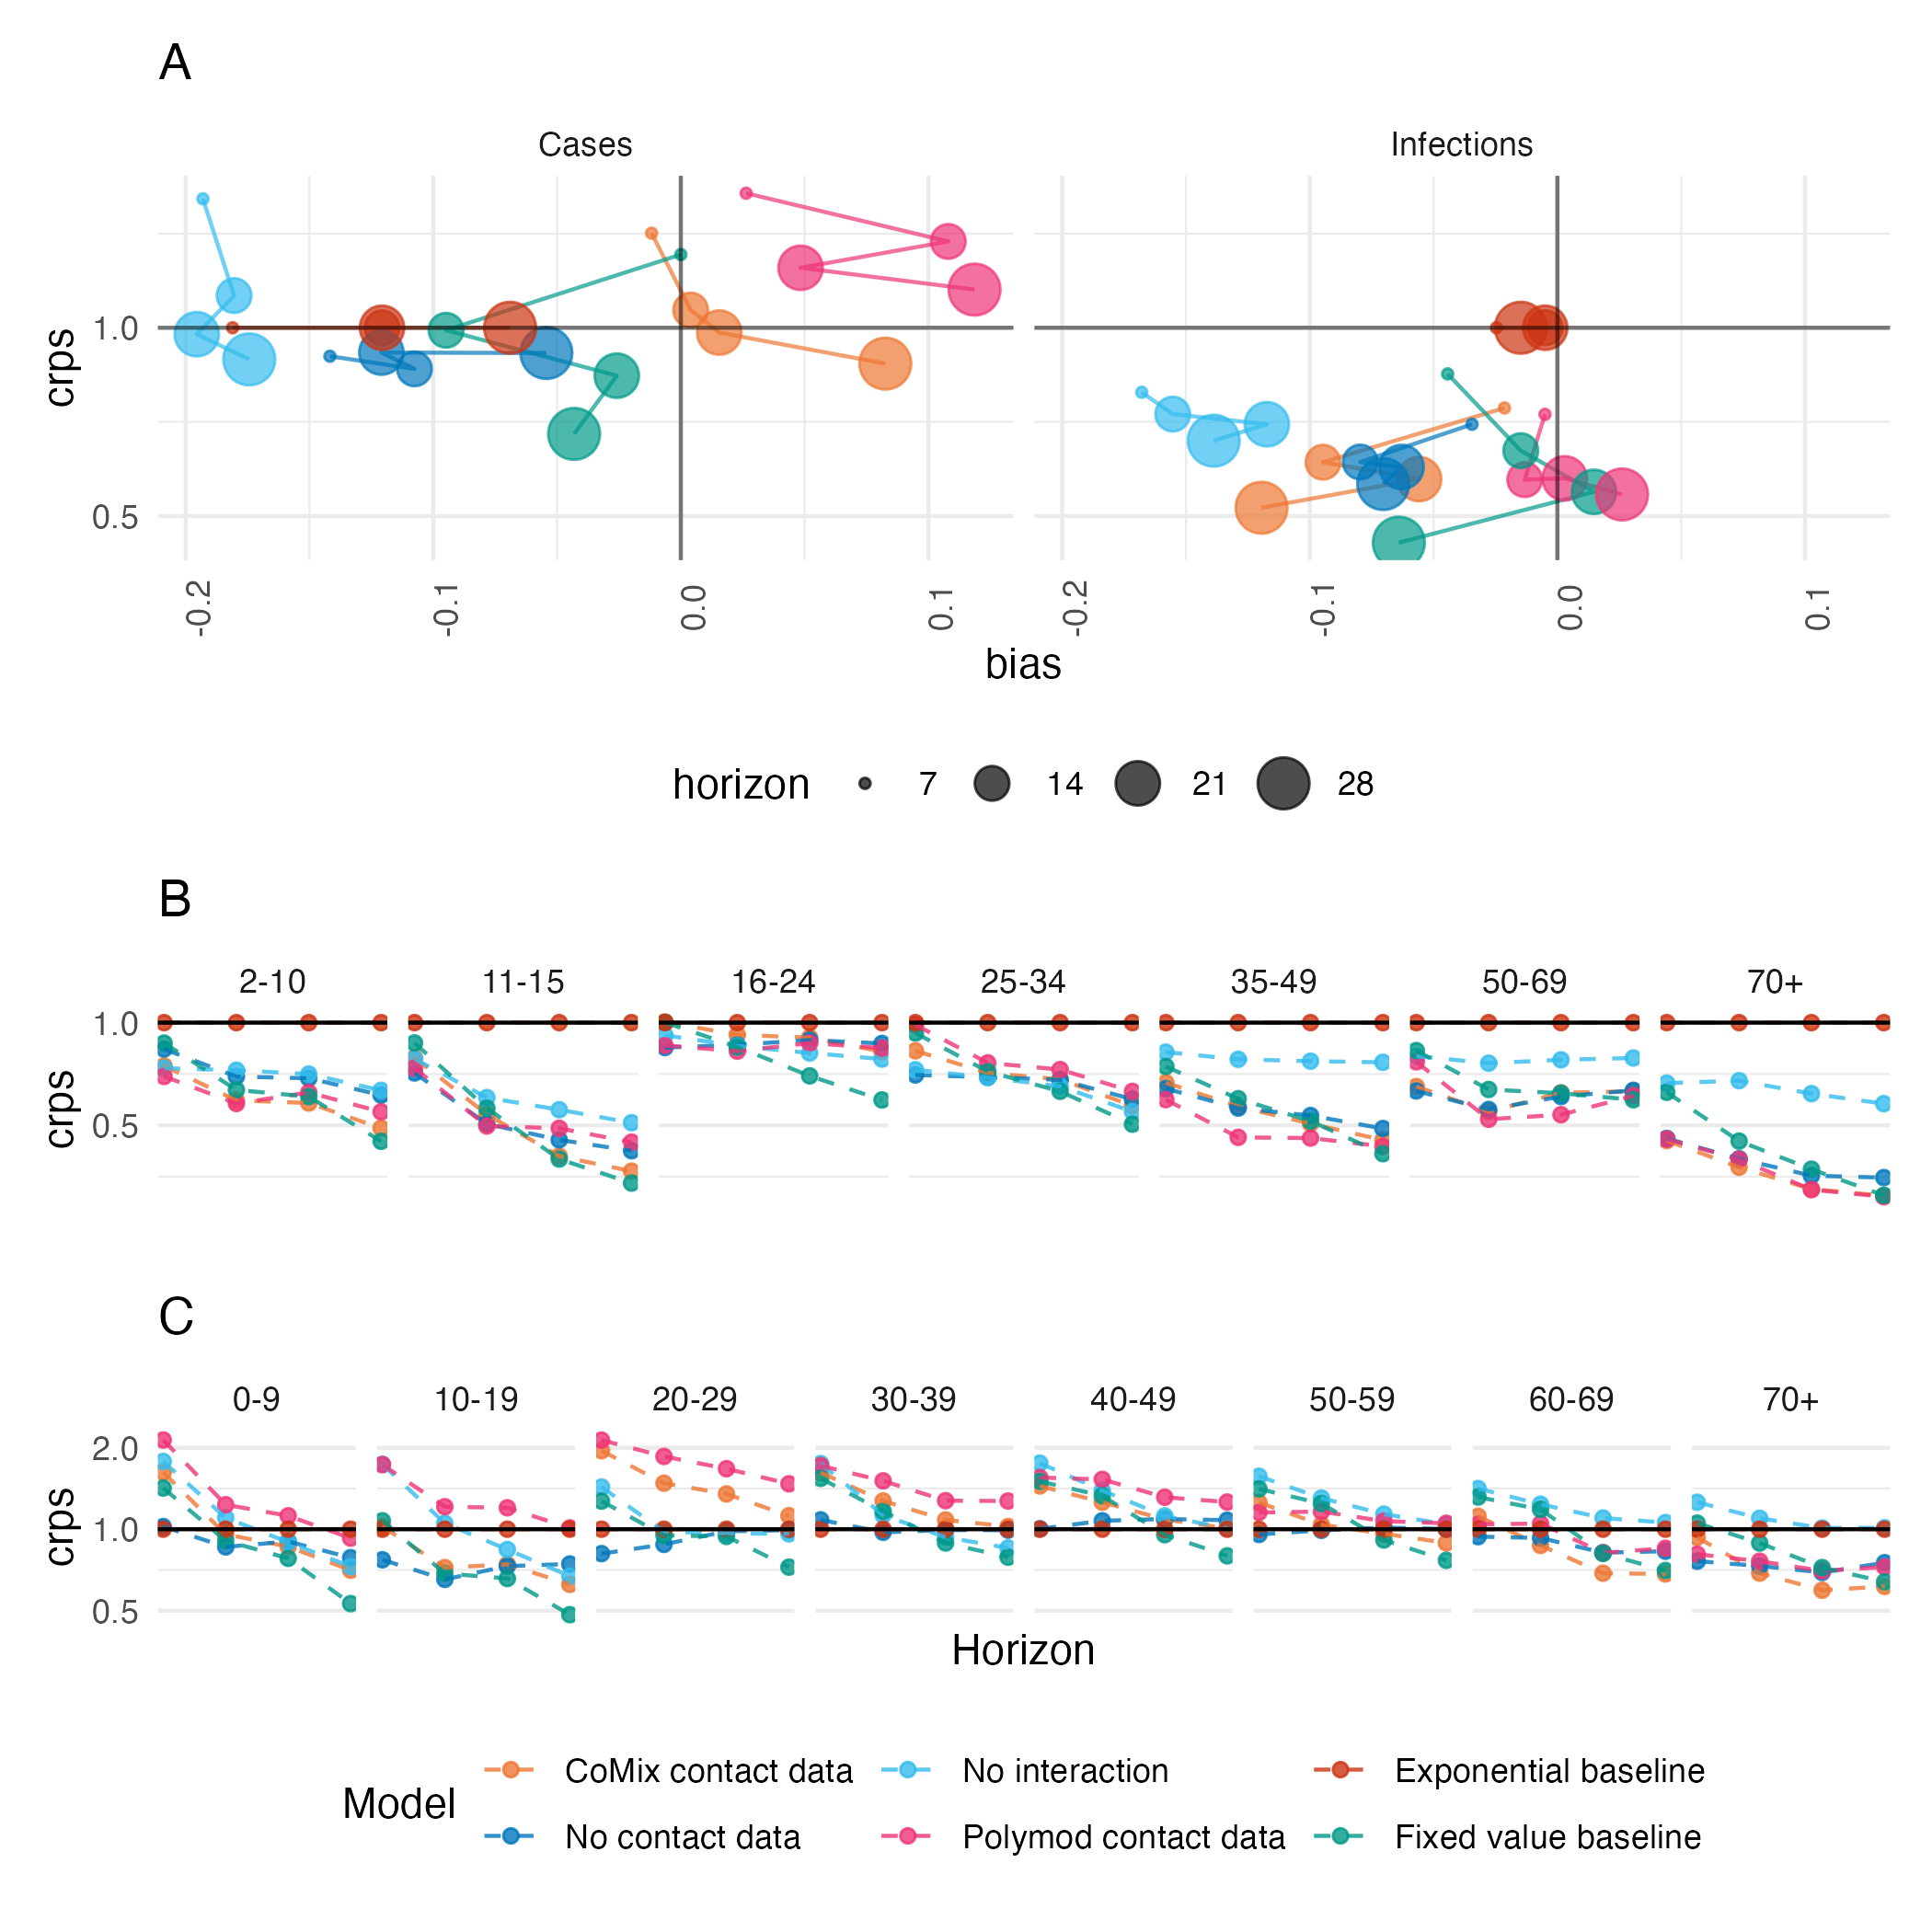 A
Cases Infections
1.0
0.5
crps
-0.2 -0.1 0.0 0.1 -0.2 -0.1 0.0 0.1
bias
horizon 7 14 21 28
B
2-10 11-15 16-24 25-34 35-49 50-69 70+
1.0
0.5
crps
C
0-9 10-19 20-29 30-39 40-49 50-59 60-69 70+
2.0
1.0
0.5
crps
Horizon
Model
CoMix contact data No interaction Exponential baseline
No contact data Polymod contact data Fixed value baseline